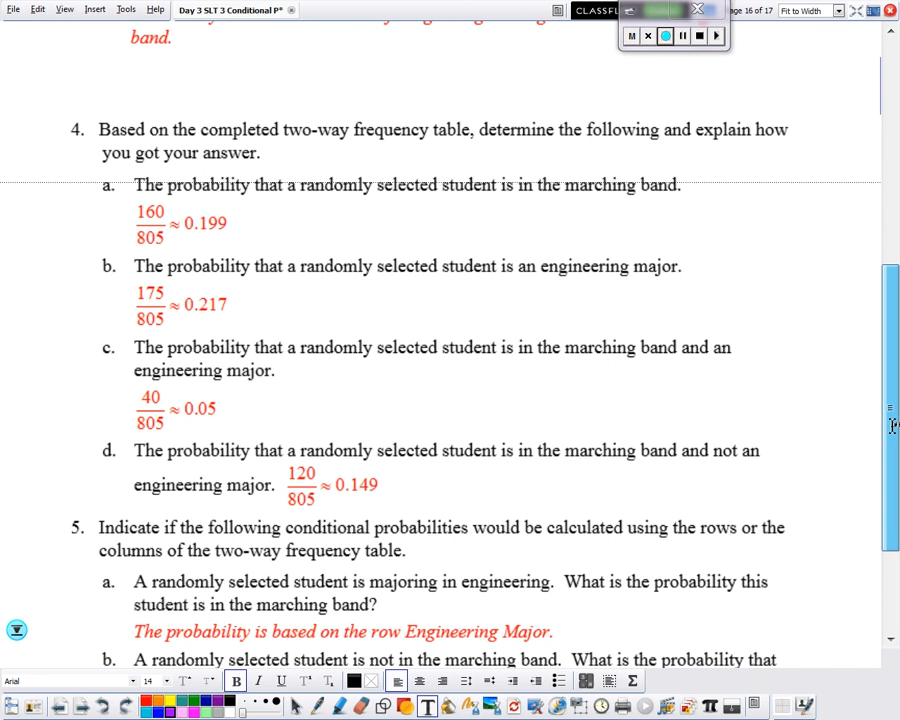 File Edit View Insert Tools Help Day 3 SLT 3 Conditional P* CLASSFL age 16 of 17 Fit to Width
M
band.
4. Based on the completed two-way frequency table, determine the following and explain how
you got your answer.
a. The probability that a randomly selected student is in the marching band.
160/805 ≈ 0.199
b. The probability that a randomly selected student is an engineering major.
175/805 ≈ 0.217
c. The probability that a randomly selected student is in the marching band and an
engineering major.
40/805 ≈ 0.05
d. The probability that a randomly selected student is in the marching band and not an
engineering major. 120/805 ≈ 0.149
5. Indicate if the following conditional probabilities would be calculated using the rows or the
columns of the two-way frequency table.
a. A randomly selected student is majoring in engineering. What is the probability this
student is in the marching band?
The probability is based on the row Engineering Major.
b. A randomly selected student is not in the marching band. What is the probability that
Arial 14 B I U